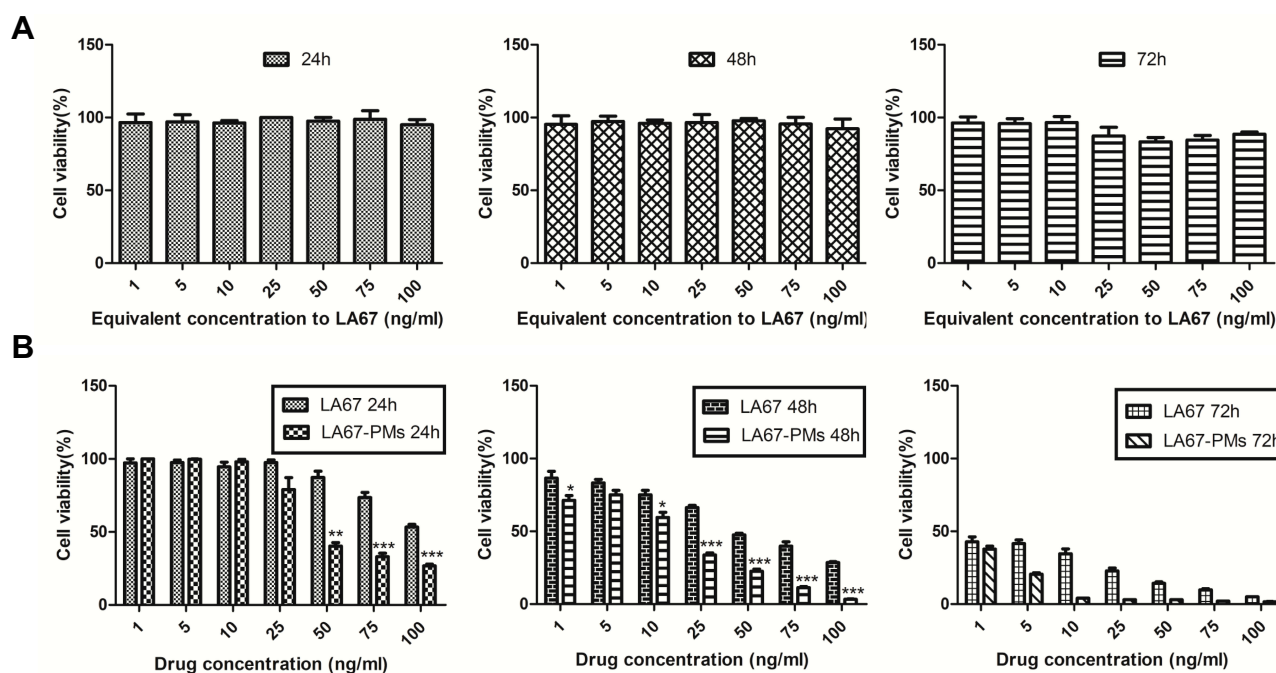 A
Cell viability(%)
150
100
50
0
24h
1 5 10 25 50 75 100
Equivalent concentration to LA67 (ng/ml)
Cell viability(%)
150
100
50
0
48h
1 5 10 25 50 75 100
Equivalent concentration to LA67 (ng/ml)
Cell viability(%)
150
100
50
0
72h
1 5 10 25 50 75 100
Equivalent concentration to LA67 (ng/ml)
B
Cell viability(%)
150
100
50
0
LA67 24h
LA67-PMs 24h
** *** ***
1 5 10 25 50 75 100
Drug concentration (ng/ml)
Cell viability(%)
150
100
50
0
LA67 48h
LA67-PMs 48h
* * *** *** *** ***
1 5 10 25 50 75 100
Drug concentration (ng/ml)
Cell viability(%)
150
100
50
0
LA67 72h
LA67-PMs 72h
1 5 10 25 50 75 100
Drug concentration (ng/ml)